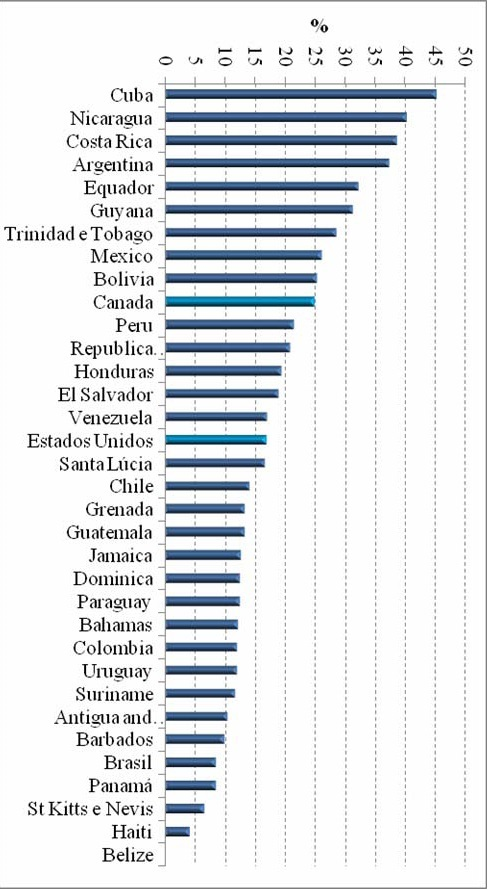 %
0 5 10 15 20 25 30 35 40 45 50
Cuba
Nicaragua
Costa Rica
Argentina
Equador
Guyana
Trinidad e Tobago
Mexico
Bolivia
Canada
Peru
Republica..
Honduras
El Salvador
Venezuela
Estados Unidos
Santa Lúcia
Chile
Grenada
Guatemala
Jamaica
Dominica
Paraguay
Bahamas
Colombia
Uruguay
Suriname
Antigua and..
Barbados
Brasil
Panamá
St Kitts e Nevis
Haiti
Belize